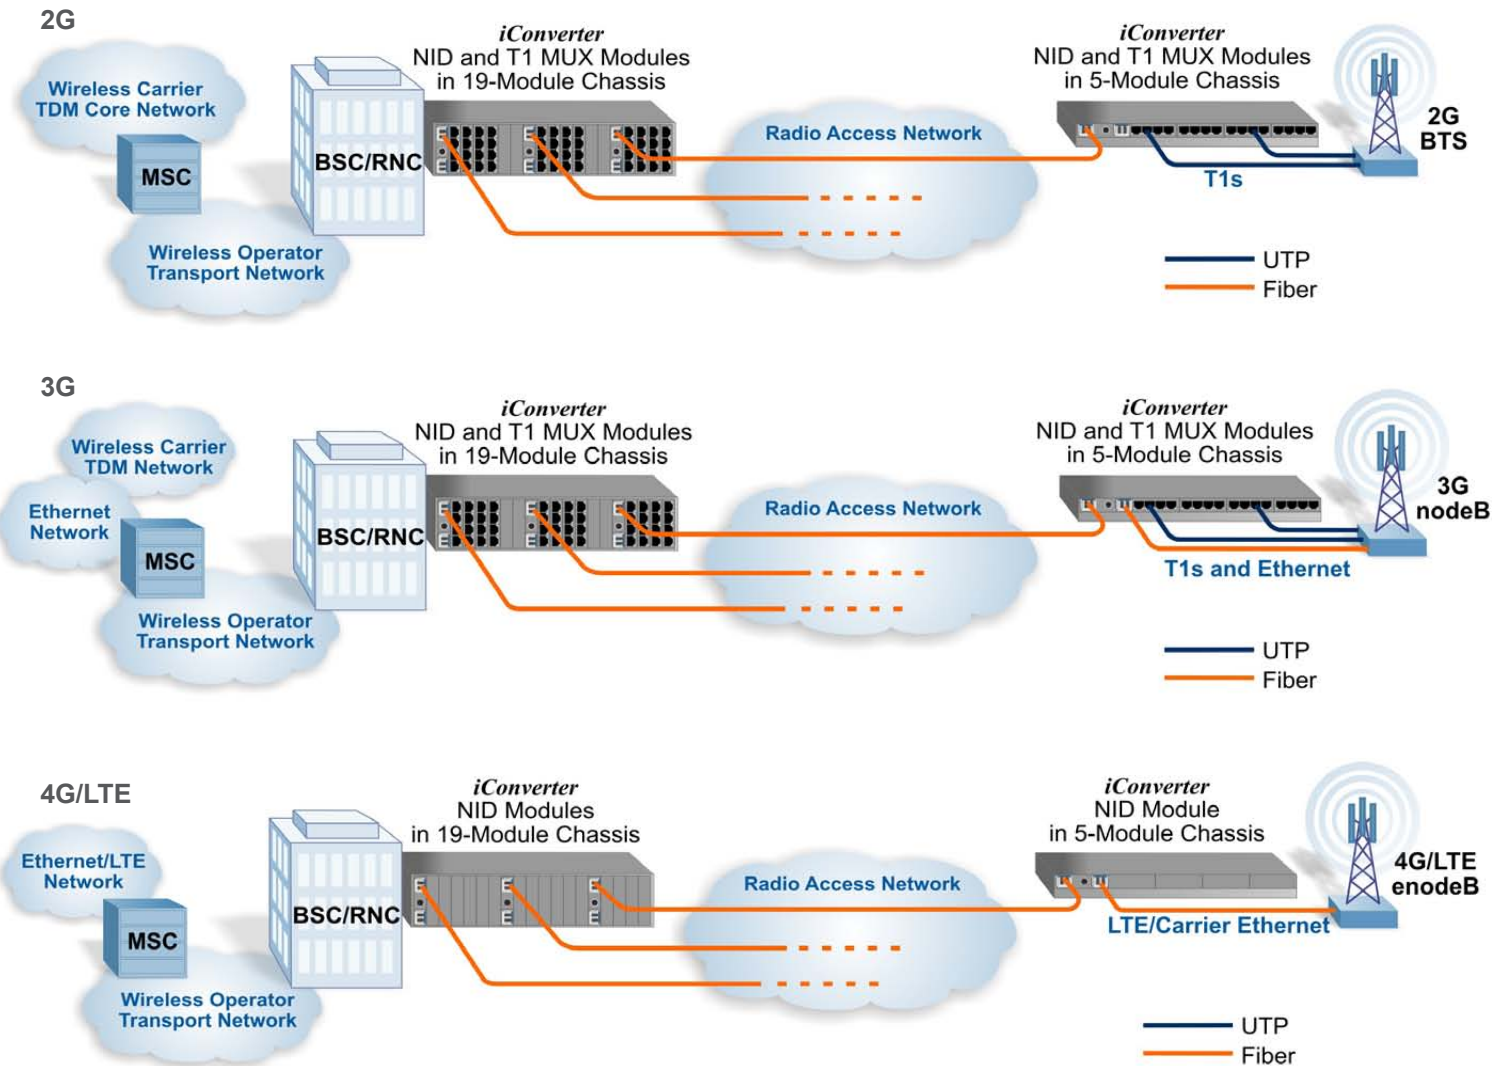 2G
iConverter
NID and T1 MUX Modules
in 19-Module Chassis
iConverter
NID and T1 MUX Modules
in 5-Module Chassis
Wireless Carrier
TDM Core Network
MSC
Wireless Operator
Transport Network
BSC/RNC
Radio Access Network
T1s
2G
BTS
UTP
Fiber
3G
iConverter
NID and T1 MUX Modules
in 19-Module Chassis
iConverter
NID and T1 MUX Modules
in 5-Module Chassis
Wireless Carrier
TDM Network
Ethernet
Network
MSC
Wireless Operator
Transport Network
BSC/RNC
Radio Access Network
T1s and Ethernet
3G
nodeB
UTP
Fiber
4G/LTE
iConverter
NID Modules
in 19-Module Chassis
iConverter
NID Module
in 5-Module Chassis
Ethernet/LTE
Network
MSC
Wireless Operator
Transport Network
BSC/RNC
Radio Access Network
LTE/Carrier Ethernet
4G/LTE
enodeB
UTP
Fiber